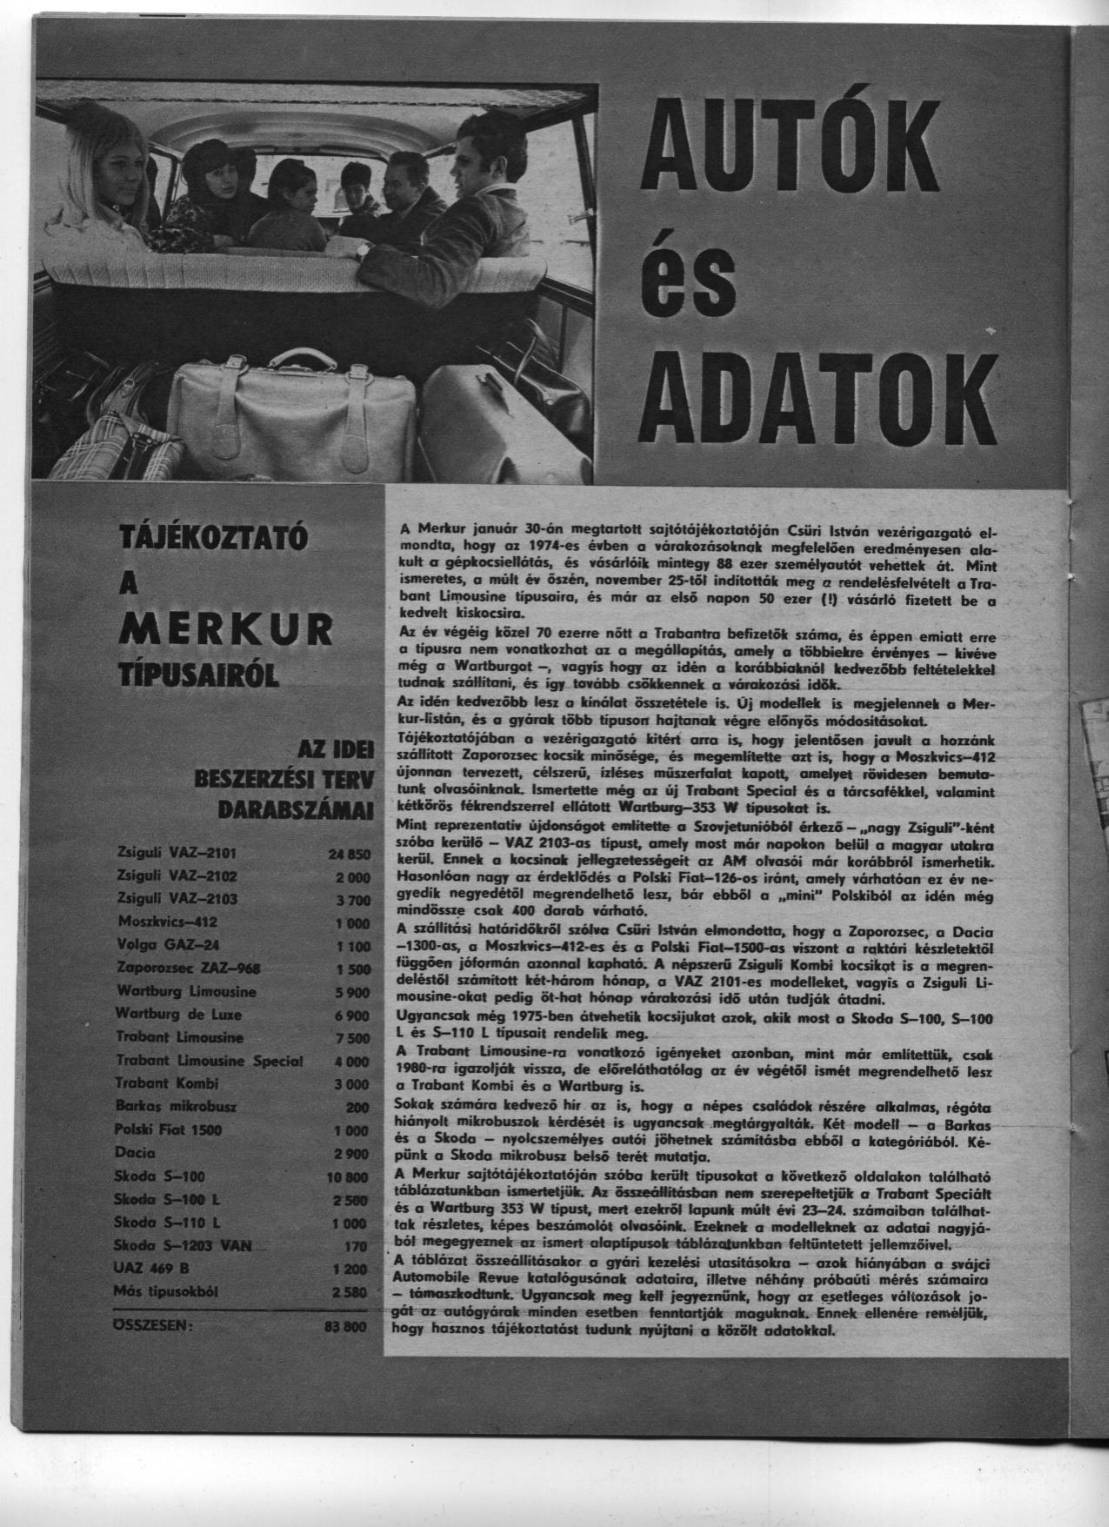 AUTÓK
és
ADATOK
TÁJÉKOZTATÓ
A
MERKUR
TÍPUSAIRÓL
AZ IDEI
BESZERZÉSI TERV
DARABSZÁMAI
Zsiguli VAZ–2101 24 850
Zsiguli VAZ–2102 2 000
Zsiguli VAZ–2103 3 700
Moszkvics–412 1 000
Volga GAZ–24 1 100
Zaporozsec ZAZ–968 1 500
Wartburg Limousine 5 900
Wartburg de Luxe 6 900
Trabant Limousine 7 500
Trabant Limousine Special 4 000
Trabant Kombi 3 000
Barkas mikrobusz 200
Polski Fiat 1500 1 000
Dacia 2 900
Skoda S–100 10 800
Skoda S–100 L 2 500
Skoda S–110 L 1 000
Skoda S–1203 VAN 170
UAZ 469 B 1 200
Más típusokból 2 580
ÖSSZESEN: 83 800
A Merkur január 30-án megtartott sajtótájékoztatóján Csüri István vezérigazgató el-
mondta, hogy az 1974-es évben a várakozásoknak megfelelően eredményesen ala-
kult a gépkocsiellátás, és vásárlóik mintegy 88 ezer személyautót vehettek át. Mint
ismeretes, a múlt év őszén, november 25-től indították meg a rendelésfelvételt a Tra-
bant Limousine típusaira, és már az első napon 50 ezer (!) vásárló fizetett be a
kedvelt kiskocsira.
Az év végéig közel 70 ezerre nőtt a Trabantra befizetők száma, és éppen emiatt erre
a típusra nem vonatkozhat az a megállapítás, amely a többiekre érvényes – kivéve
még a Wartburgot –, vagyis hogy az idén a korábbiaknál kedvezőbb feltételekkel
tudnak szállítani, és így tovább csökkennek a várakozási idők.
Az idén kedvezőbb lesz a kínálat összetétele is. Új modellek is megjelennek a Mer-
kur-listán, és a gyárak több típuson hajtanak végre előnyös módosításokat.
Tájékoztatójában a vezérigazgató kitért arra is, hogy jelentősen javult a hozzánk
szállított Zaporozsec kocsik minősége, és megemlítette azt is, hogy a Moszkvics–412
újonnan tervezett, célszerű, ízléses műszerfalat kapott, amelyet rövidesen bemuta-
tunk olvasóinknak. Ismertette még az új Trabant Special és a tárcsafékkel, valamint
kétkörös fékrendszerrel ellátott Wartburg–353 W típusokat is.
Mint reprezentatív újdonságot említette a Szovjetunióból érkező – „nagy Zsiguli”-ként
szóba kerülő – VAZ 2103-as típust, amely most már napokon belül a magyar utakra
kerül. Ennek a kocsinak jellegzetességeit az AM olvasói már korábbról ismerhetik.
Hasonlóan nagy az érdeklődés a Polski Fiat–126-os iránt, amely várhatóan ez év ne-
gyedik negyedétől megrendelhető lesz, bár ebből a „mini” Polskiból az idén még
mindössze csak 400 darab várható.
A szállítási határidőkről szólva Csüri István elmondotta, hogy a Zaporozsec, a Dacia
–1300-as, a Moszkvics–412-es és a Polski Fiat–1500-as viszont a raktári készletektől
függően jóformán azonnal kapható. A népszerű Zsiguli Kombi kocsikat is a megren-
deléstől számított két-három hónap, a VAZ 2101-es modelleket, vagyis a Zsiguli Li-
mousine-okat pedig öt-hat hónap várakozási idő után tudják átadni.
Ugyancsak még 1975-ben átvehetik kocsijukat azok, akik most a Skoda S–100, S–100
L és S–110 L típusait rendelik meg.
A Trabant Limousine-ra vonatkozó igényeket azonban, mint már említettük, csak
1980-ra igazolják vissza, de előreláthatólag az év végétől ismét megrendelhető lesz
a Trabant Kombi és a Wartburg is.
Sokak számára kedvező hír az is, hogy a népes családok részére alkalmas, régóta
hiányolt mikrobuszok kérdését is ugyancsak megtárgyalták. Két modell – a Barkas
és a Skoda – nyolcszemélyes autói jöhetnek számításba ebből a kategóriából. Ké-
pünk a Skoda mikrobusz belső terét mutatja.
A Merkur sajtótájékoztatóján szóba került típusokat a következő oldalakon található
táblázatunkban ismertetjük. Az összeállításban nem szerepeltetjük a Trabant Speciált
és a Wartburg 353 W típust, mert ezekről lapunk múlt évi 23–24. számaiban találhat-
tak részletes, képes beszámolót olvasóink. Ezeknek a modelleknek az adatai nagyjá-
ból megegyeznek az ismert alaptípusok táblázatunkban feltüntetett jellemzőivel.
A táblázat összeállításakor a gyári kezelési utasításokra – azok hiányában a svájci
Automobile Revue katalógusának adataira, illetve néhány próbaúti mérés számaira
– támaszkodtunk. Ugyancsak meg kell jegyeznünk, hogy az esetleges változások jo-
gát az autógyárak minden esetben fenntartják maguknak. Ennek ellenére reméljük,
hogy hasznos tájékoztatást tudunk nyújtani a közölt adatokkal.